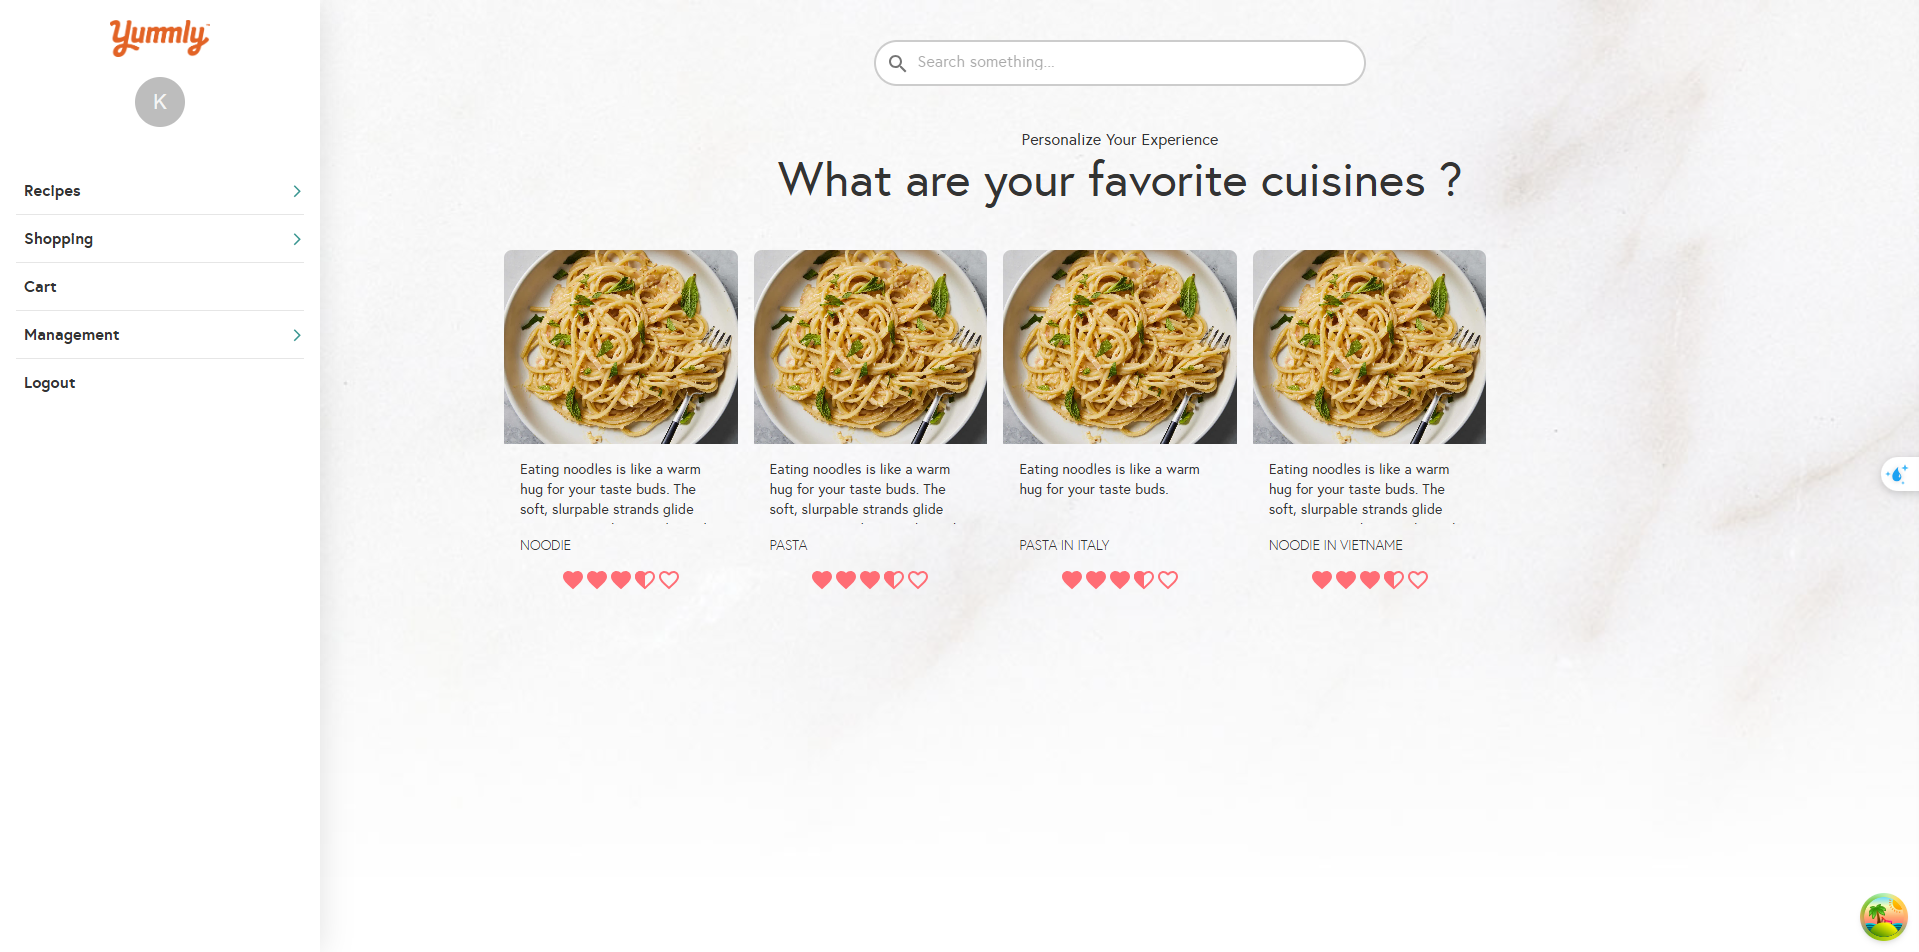 Yummly
K
Recipes
Shopping
Cart
Management
Logout
Search something...
Personalize Your Experience
What are your favorite cuisines ?
Eating noodles is like a warm
hug for your taste buds. The
soft, slurpable strands glide
NOODIE
Eating noodles is like a warm
hug for your taste buds. The
soft, slurpable strands glide
PASTA
Eating noodles is like a warm
hug for your taste buds.
PASTA IN ITALY
Eating noodles is like a warm
hug for your taste buds. The
soft, slurpable strands glide
NOODIE IN VIETNAME